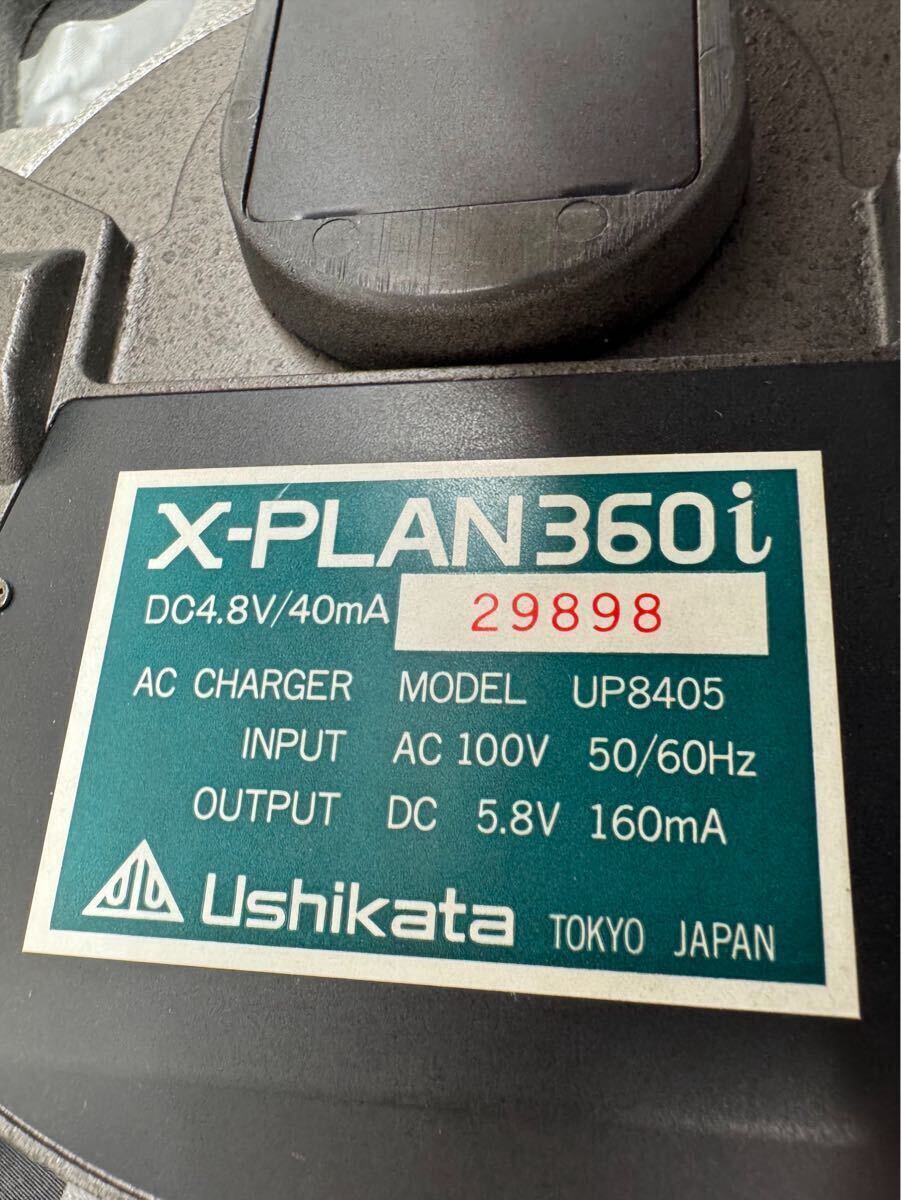 X-PLAN360i
DC4.8V/40mA 29898
AC CHARGER MODEL UP8405
INPUT AC 100V 50/60Hz
OUTPUT DC 5.8V 160mA
Ushikata TOKYO JAPAN